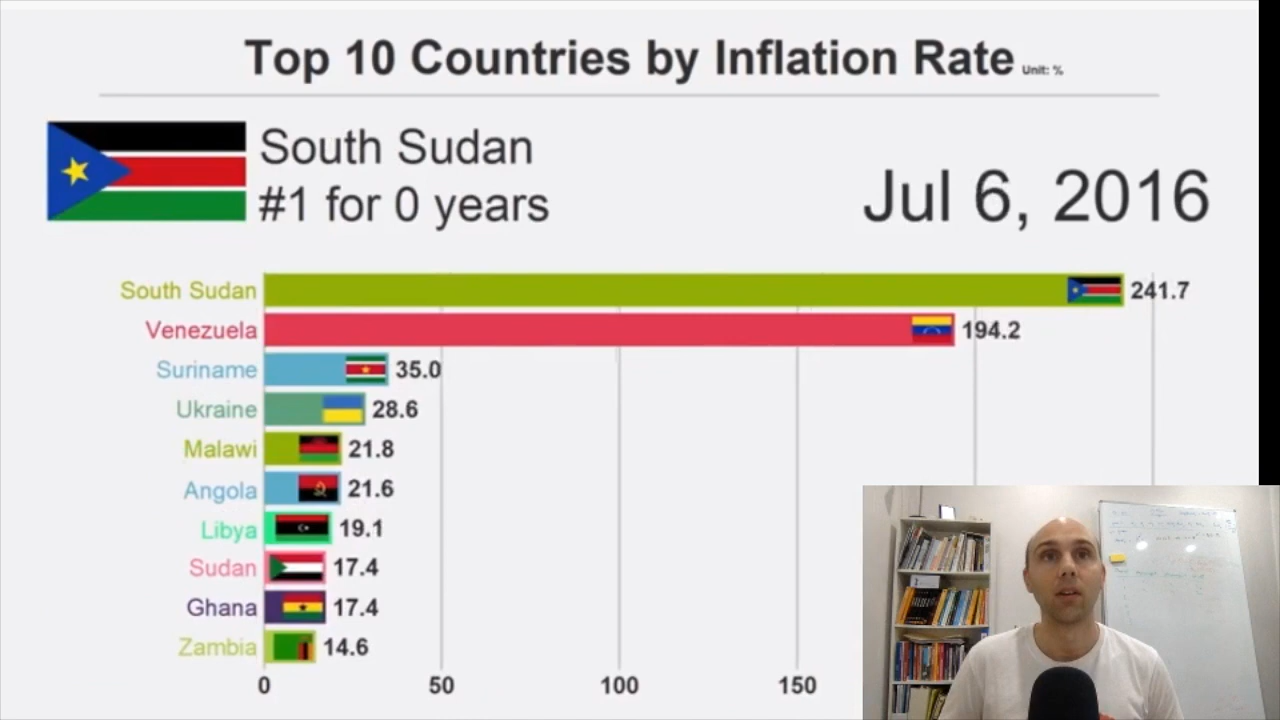 Top 10 Countries by Inflation Rate Unit: %
South Sudan
#1 for 0 years
Jul 6, 2016
South Sudan 241.7
Venezuela 194.2
Suriname 35.0
Ukraine 28.6
Malawi 21.8
Angola 21.6
Libya 19.1
Sudan 17.4
Ghana 17.4
Zambia 14.6
0 50 100 150